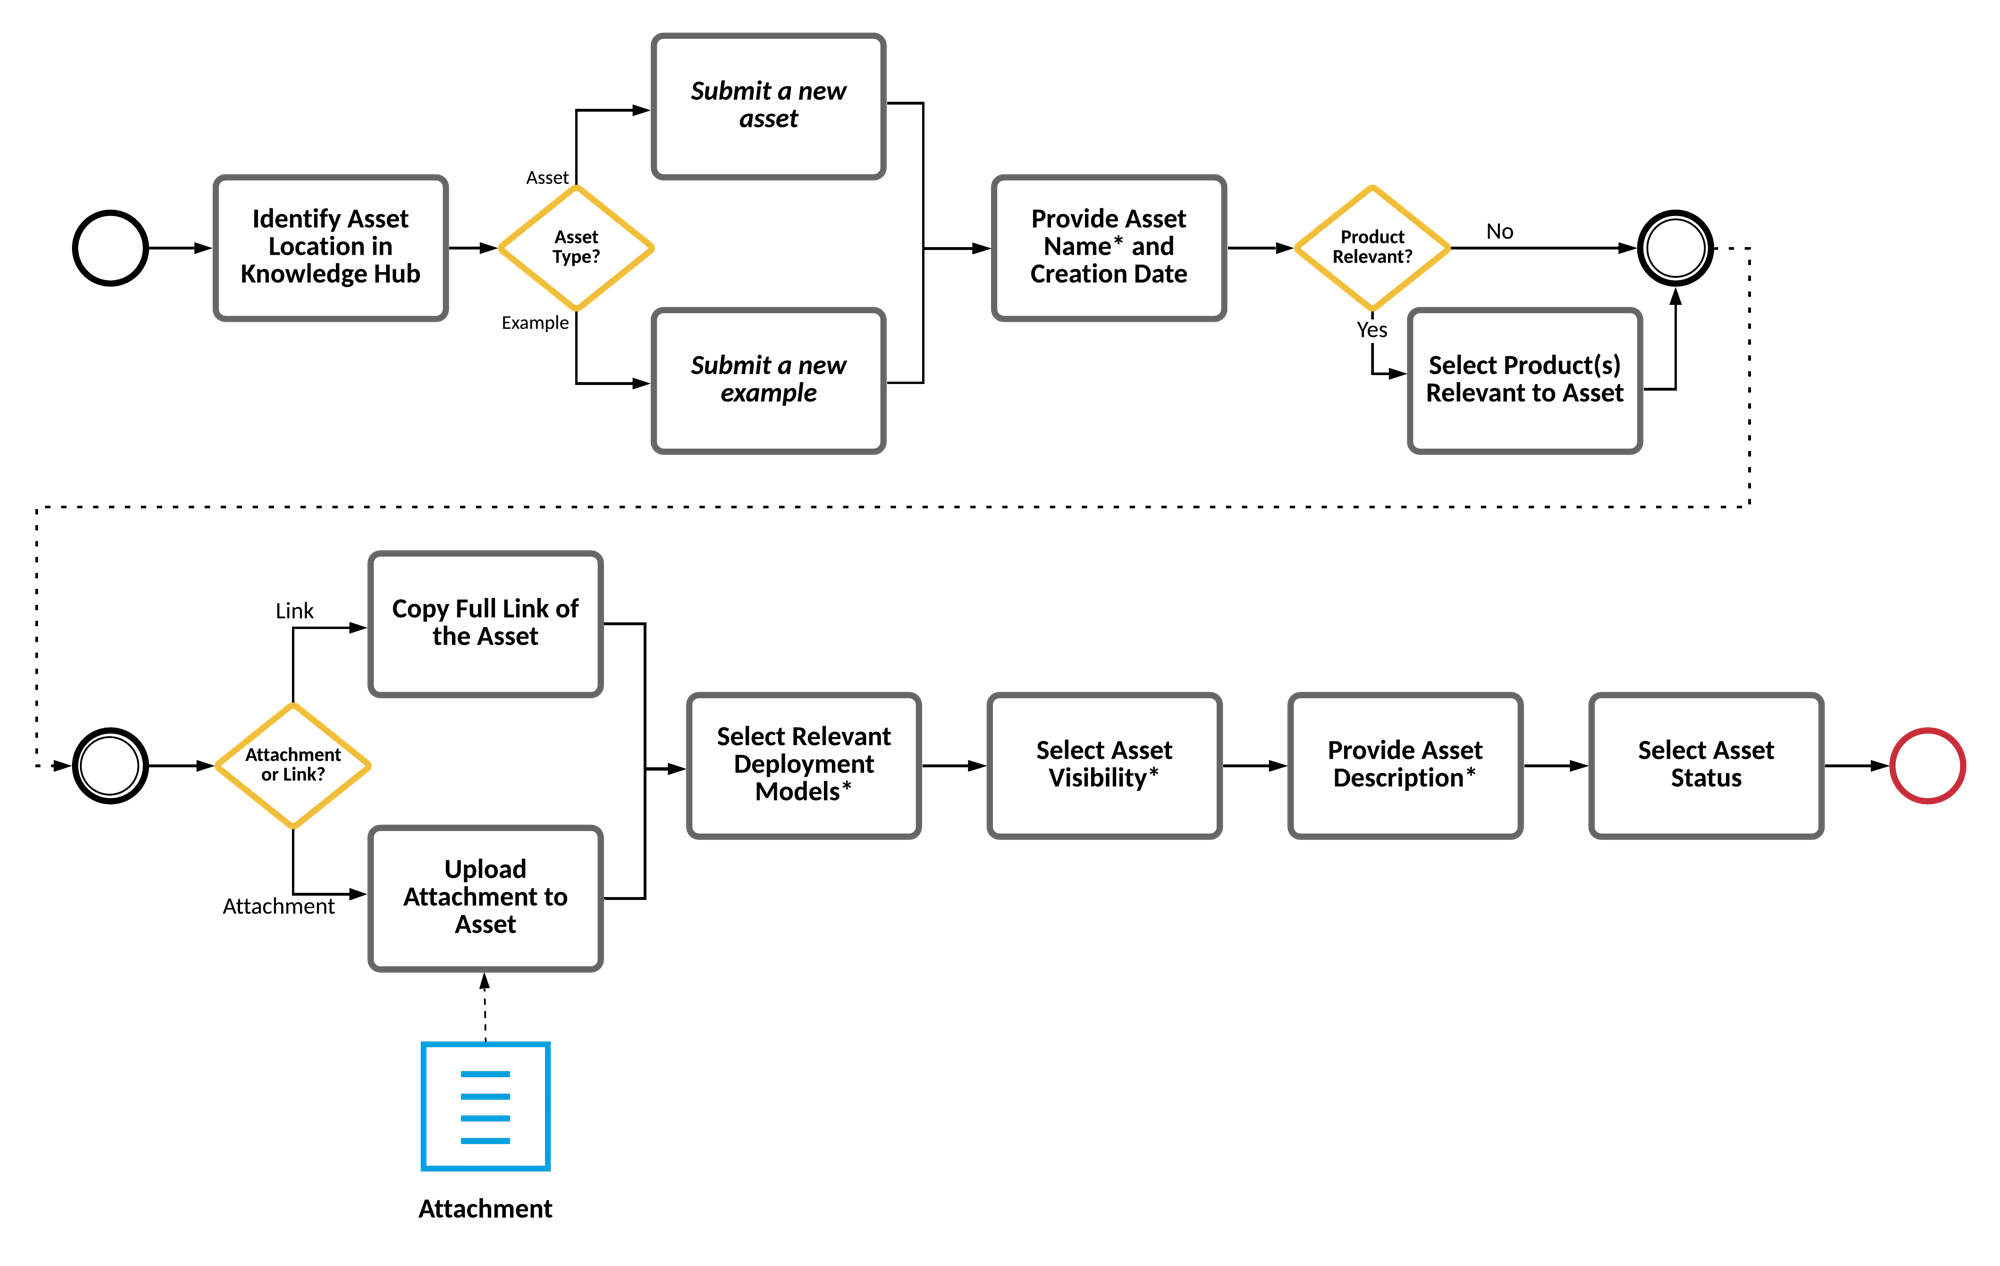 Submit a new
asset
Asset
Identify Asset
Location in
Knowledge Hub
Asset
Type?
Example
Submit a new
example
Provide Asset
Name* and
Creation Date
Product
Relevant?
No
Yes
Select Product(s)
Relevant to Asset
Link
Copy Full Link of
the Asset
Attachment
or Link?
Attachment
Upload
Attachment to
Asset
Select Relevant
Deployment
Models*
Select Asset
Visibility*
Provide Asset
Description*
Select Asset
Status
Attachment